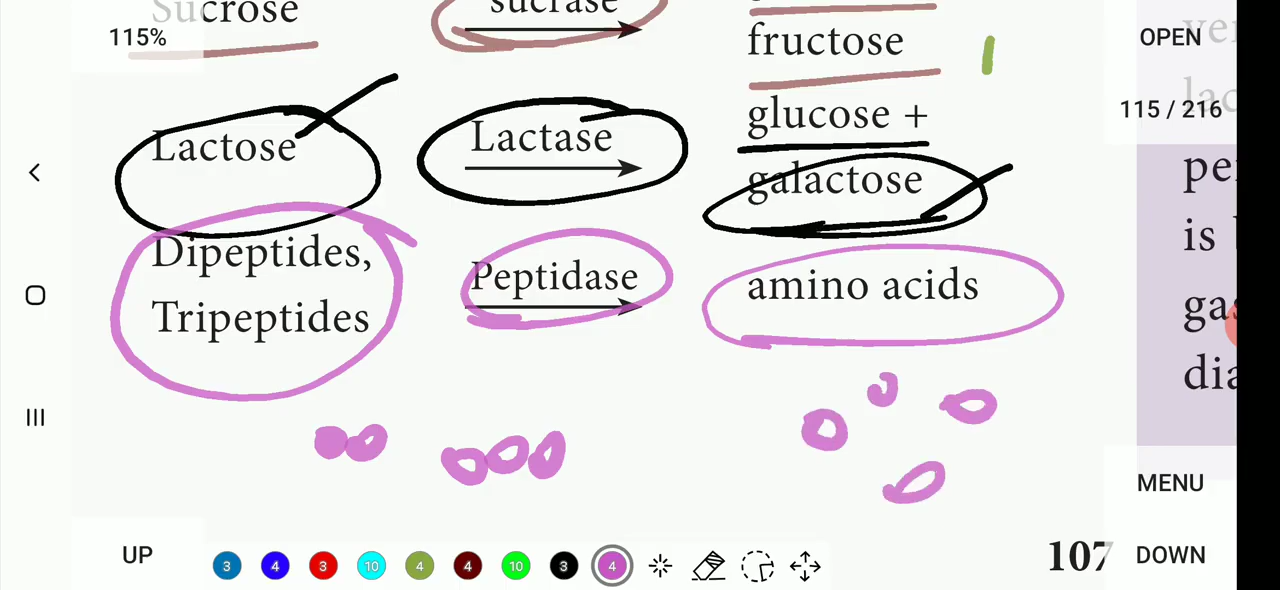 Sucrose sucrase
115% OPEN
fructose
115 / 216
glucose +
Lactose Lactase
galactose
is
Dipeptides, Peptidase amino acids
Tripeptides
MENU
UP 3 4 3 10 4 4 10 3 4 107 DOWN